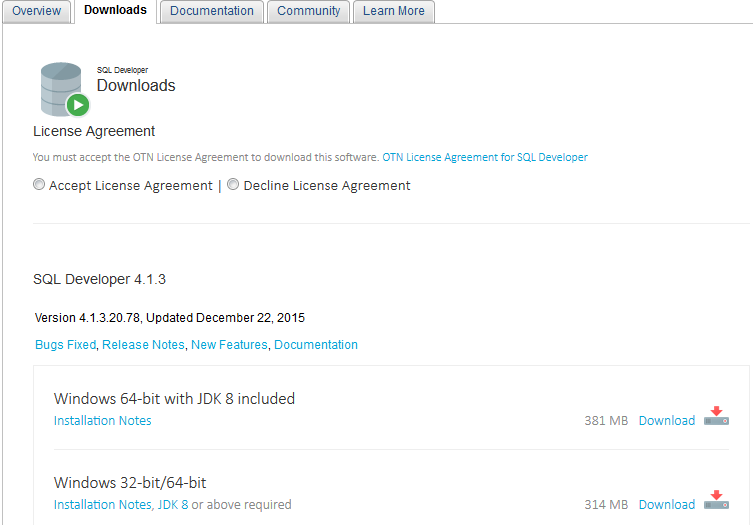 Overview Downloads Documentation Community Learn More
SQL Developer
Downloads
License Agreement
You must accept the OTN License Agreement to download this software. OTN License Agreement for SQL Developer
Accept License Agreement | Decline License Agreement
SQL Developer 4.1.3
Version 4.1.3.20.78, Updated December 22, 2015
Bugs Fixed, Release Notes, New Features, Documentation
Windows 64-bit with JDK 8 included
Installation Notes 381 MB Download
Windows 32-bit/64-bit
Installation Notes, JDK 8 or above required 314 MB Download